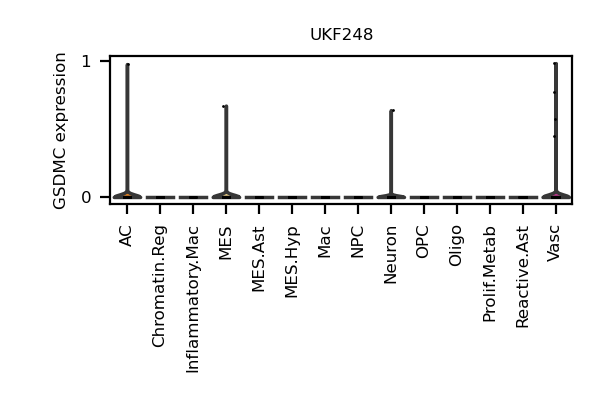 UKF248
GSDMC expression
1
0
AC
Chromatin.Reg
Inflammatory.Mac
MES
MES.Ast
MES.Hyp
Mac
NPC
Neuron
OPC
Oligo
Prolif.Metab
Reactive.Ast
Vasc